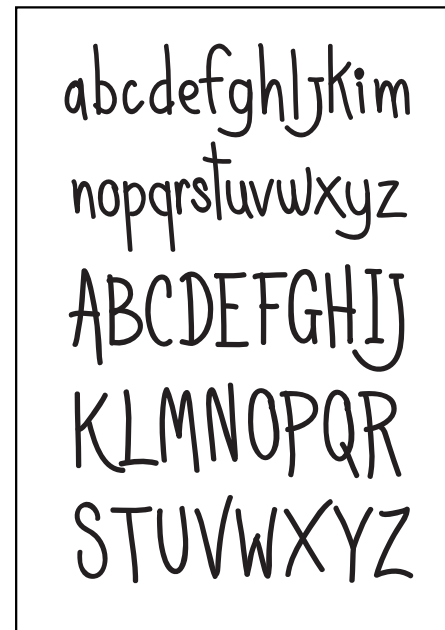 abcdefghljkim
nopqrstuvwxyz
ABCDEFGHIJ
KLMNOPQR
STUVWXYZ